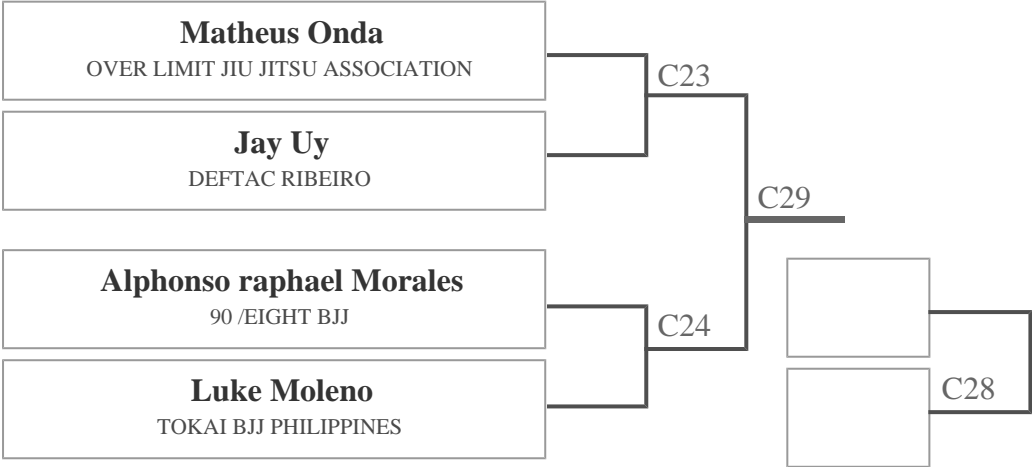 Matheus Onda
OVER LIMIT JIU JITSU ASSOCIATION
C23
Jay Uy
DEFTAC RIBEIRO
C29
Alphonso raphael Morales
90 /EIGHT BJJ
C24
Luke Moleno
TOKAI BJJ PHILIPPINES
C28